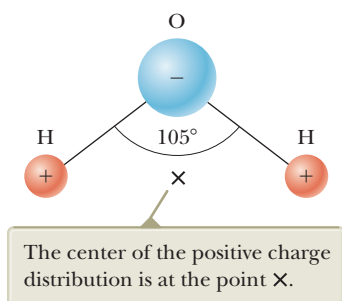 O
−
H
105°
H
+
×
+
The center of the positive charge
distribution is at the point ×.